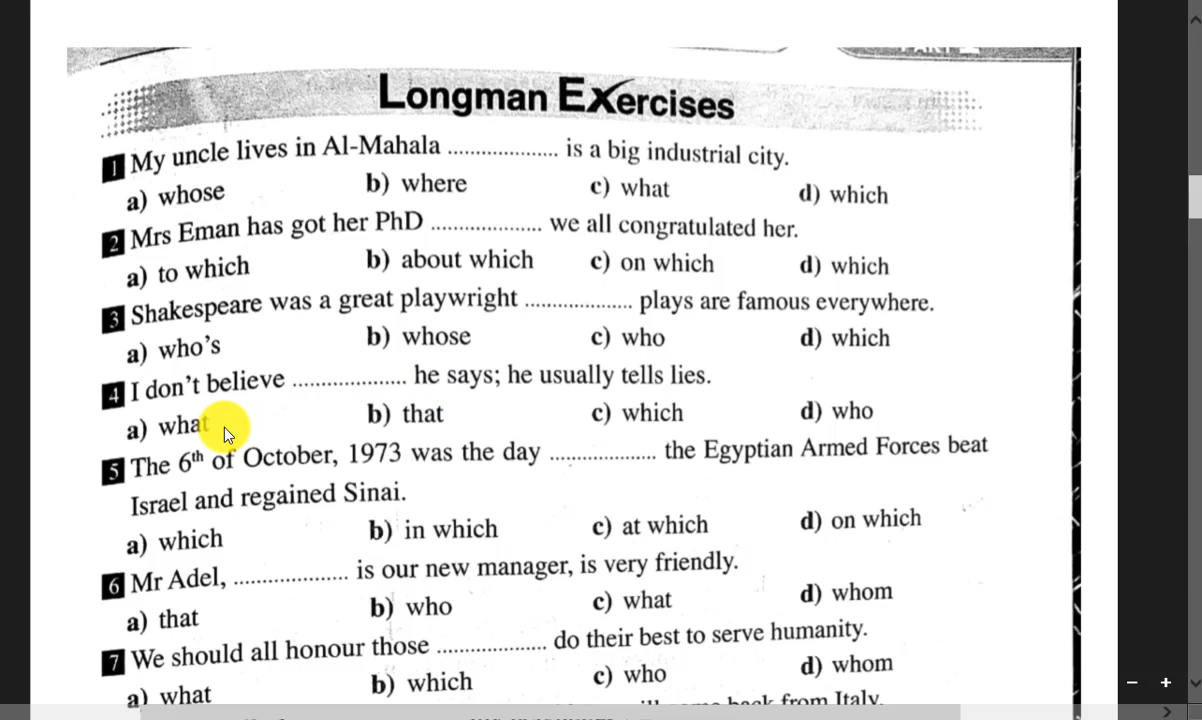 Longman Exercises
1 My uncle lives in Al-Mahala ................... is a big industrial city.
a) whose b) where c) what d) which
2 Mrs Eman has got her PhD ................... we all congratulated her.
a) to which b) about which c) on which d) which
3 Shakespeare was a great playwright ................... plays are famous everywhere.
a) who's b) whose c) who d) which
4 I don't believe ................... he says; he usually tells lies.
a) what b) that c) which d) who
5 The 6th of October, 1973 was the day ................... the Egyptian Armed Forces beat
Israel and regained Sinai.
a) which b) in which c) at which d) on which
6 Mr Adel, ................... is our new manager, is very friendly.
a) that b) who c) what d) whom
7 We should all honour those ................... do their best to serve humanity.
a) what b) which c) who d) whom
back from Italy.